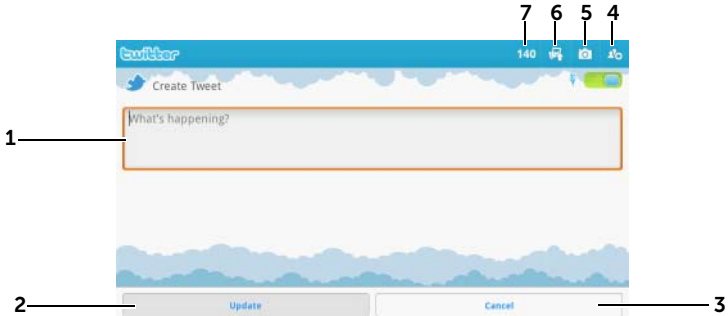 7 6 5 4
twitter 140
Create Tweet
What's happening?
1
2 Update Cancel 3